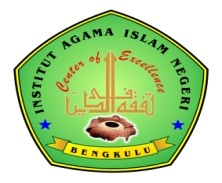 INSTITUT AGAMA ISLAM NEGERI
Center of Excellence
BENGKULU